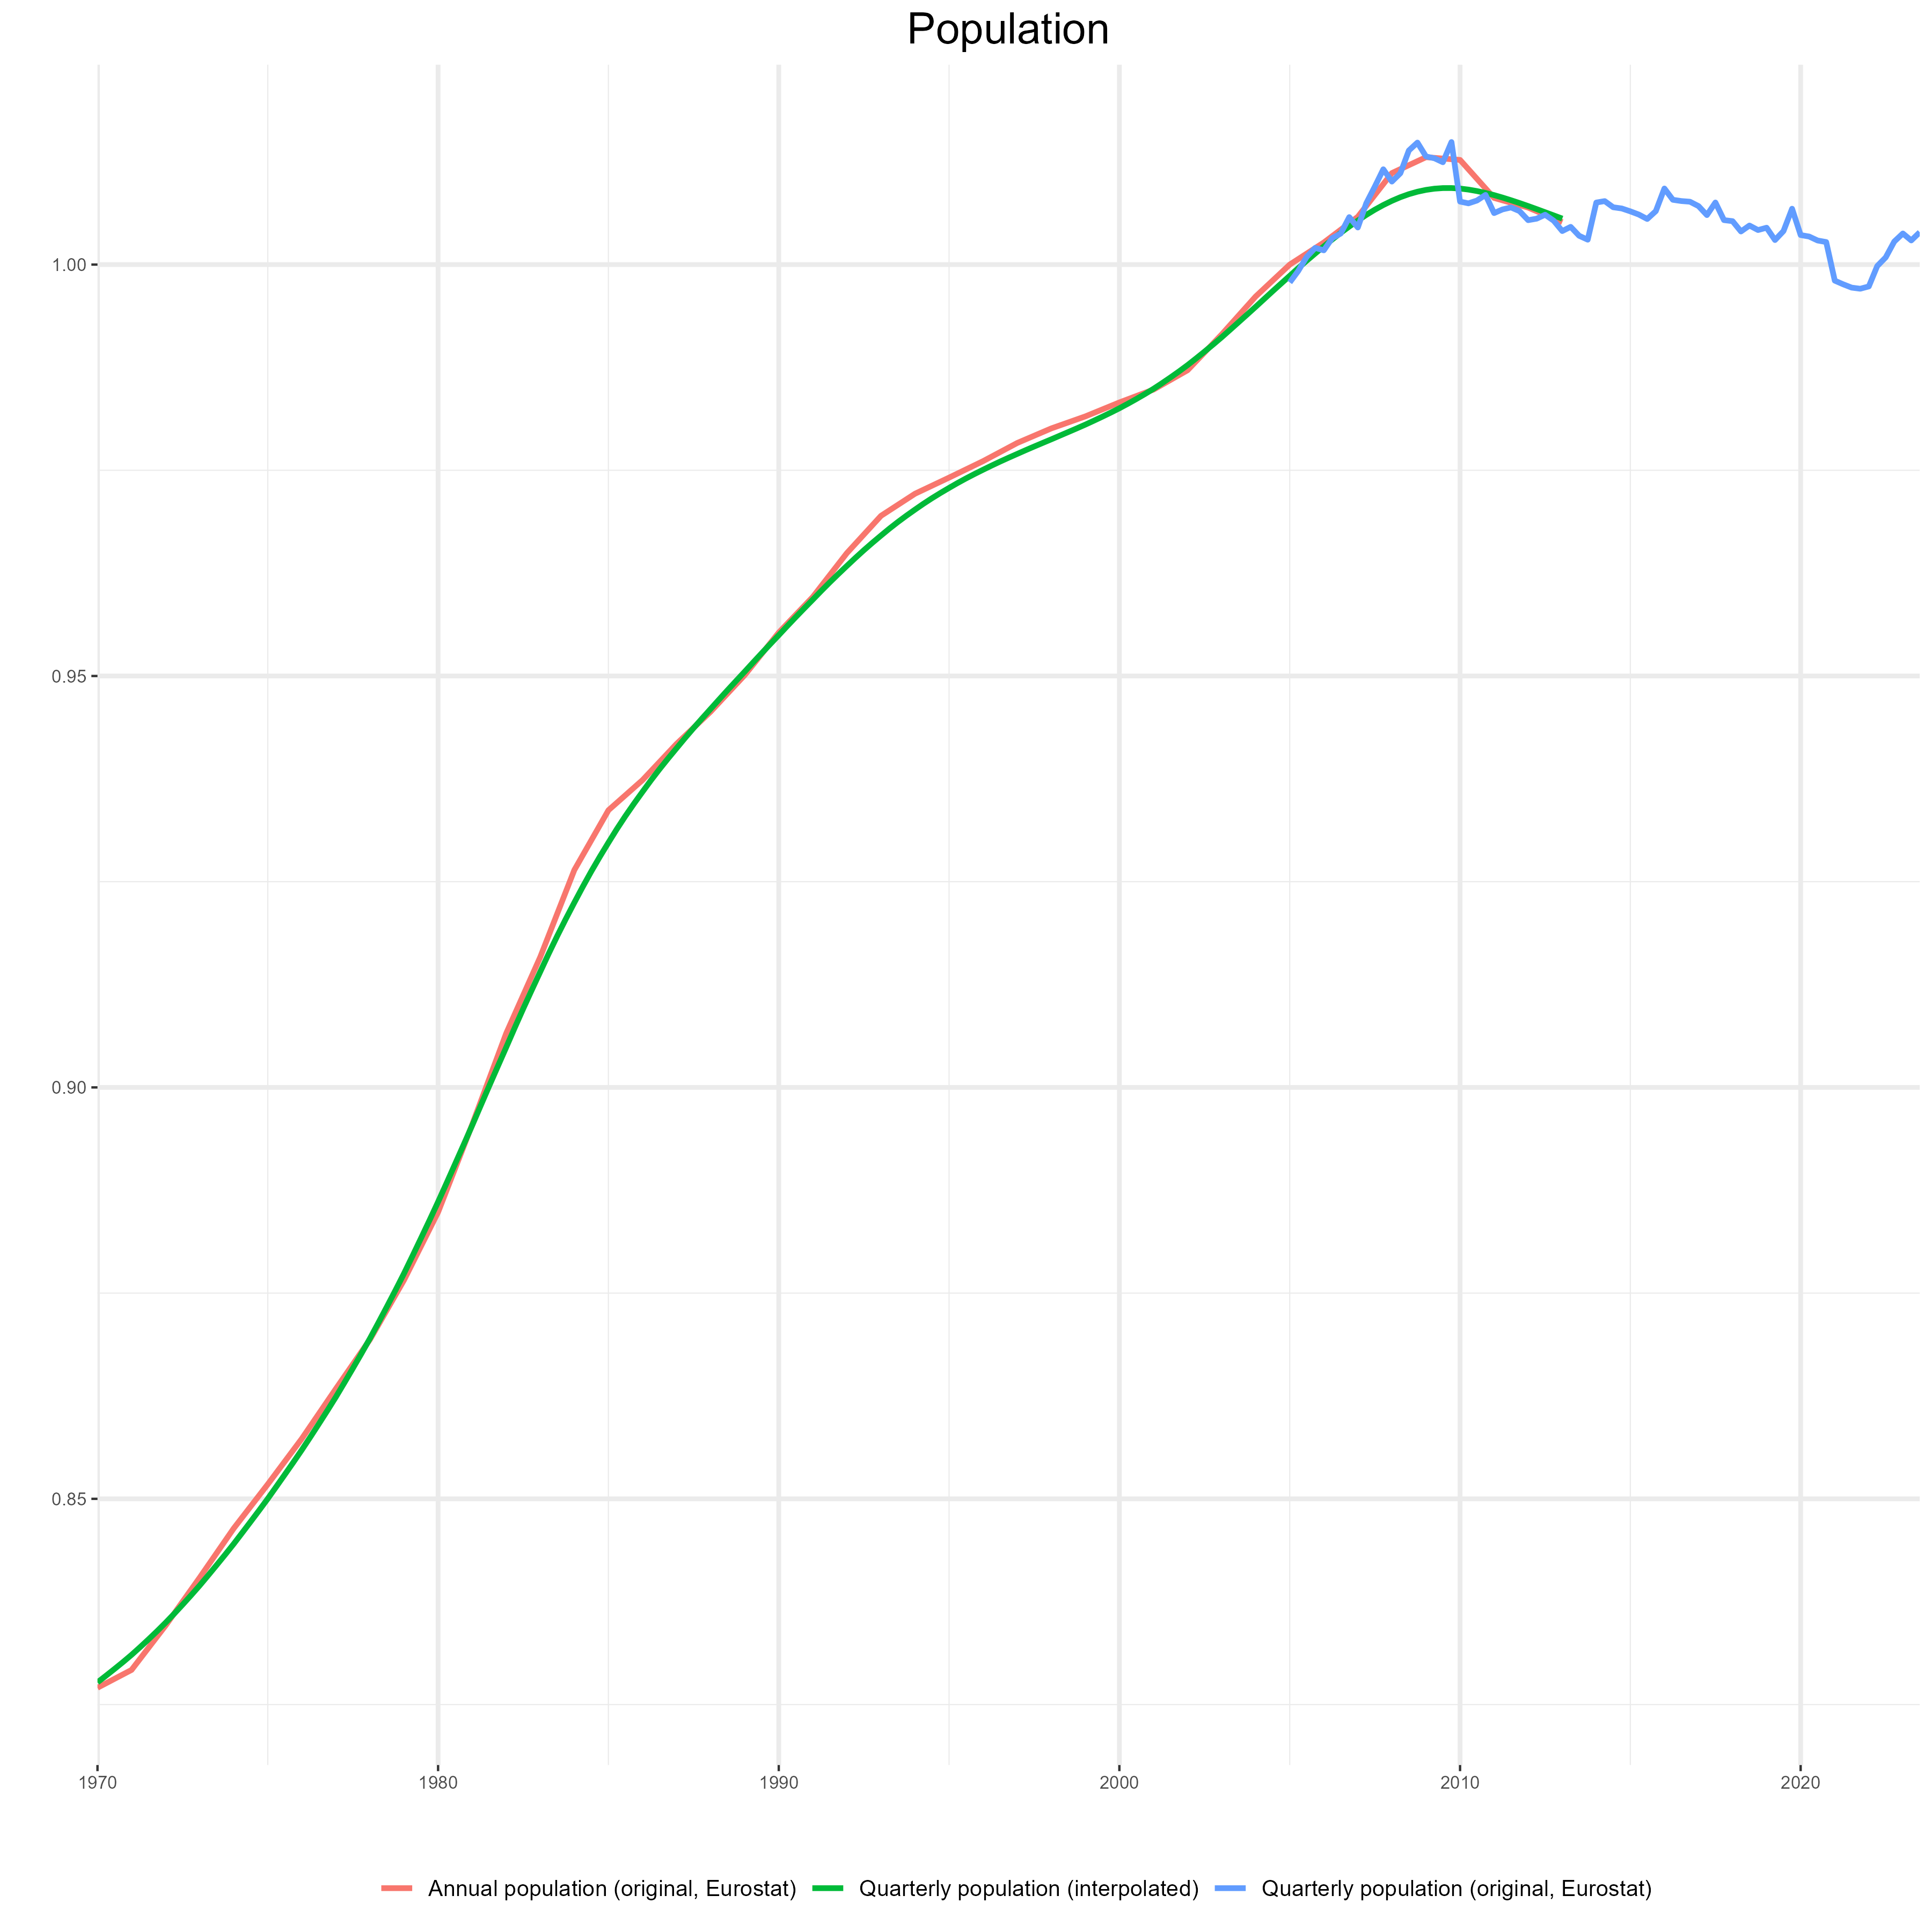 Population
1.00
0.95
0.90
0.85
1970 1980 1990 2000 2010 2020
Annual population (original, Eurostat) Quarterly population (interpolated) Quarterly population (original, Eurostat)